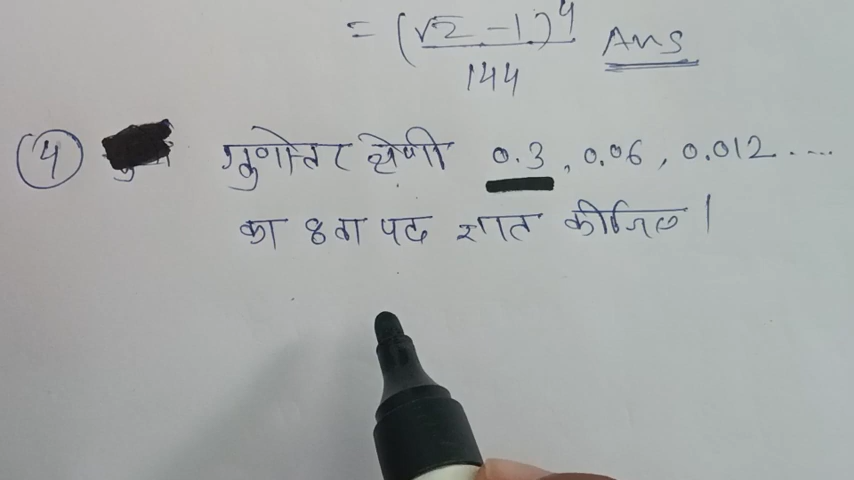 = (√2 - 1)^4 / 144 Ans
(4) गुणोत्तर श्रेणी 0.3, 0.06, 0.012....
का 8वा पद ज्ञात कीजिए।